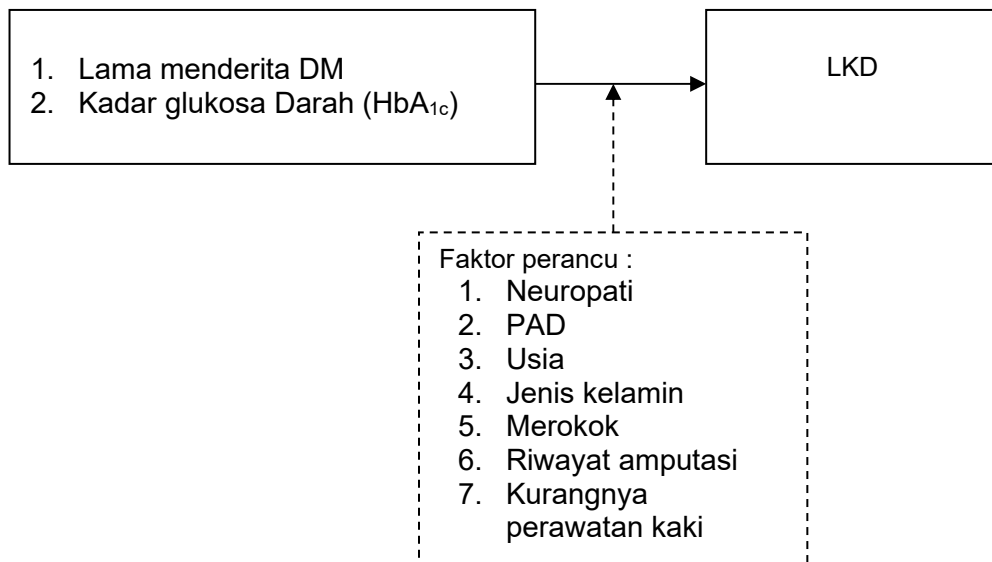 1. Lama menderita DM
2. Kadar glukosa Darah (HbA₁c)
LKD
Faktor perancu :
1. Neuropati
2. PAD
3. Usia
4. Jenis kelamin
5. Merokok
6. Riwayat amputasi
7. Kurangnya
perawatan kaki